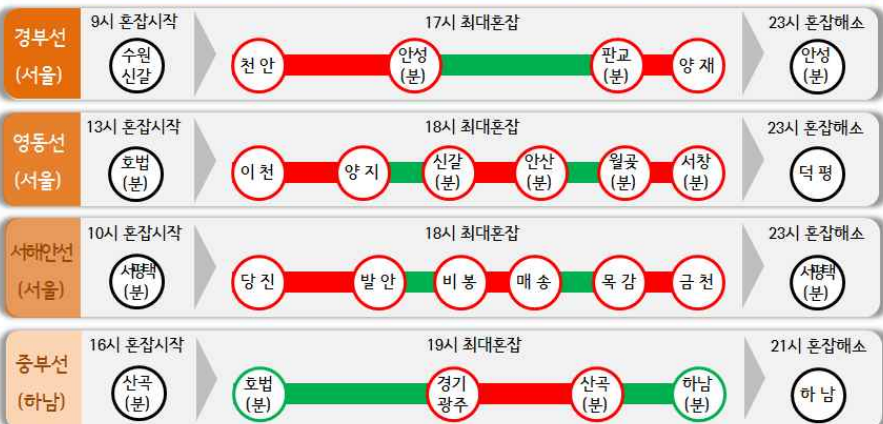 경부선
(서울)
9시 혼잡시작
17시 최대혼잡
23시 혼잡해소
수원
신갈
천안
안성
(분)
판교
(분)
양재
안성
(분)
영동선
(서울)
13시 혼잡시작
18시 최대혼잡
23시 혼잡해소
호법
(분)
이천
양지
신갈
(분)
안산
(분)
월곶
(분)
서창
(분)
덕평
서해안선
(서울)
10시 혼잡시작
18시 최대혼잡
23시 혼잡해소
서평택
(분)
당진
발안
비봉
매송
목감
금천
서평택
(분)
중부선
(하남)
16시 혼잡시작
19시 최대혼잡
21시 혼잡해소
산곡
(분)
호법
(분)
경기
광주
산곡
(분)
하남
(분)
하남